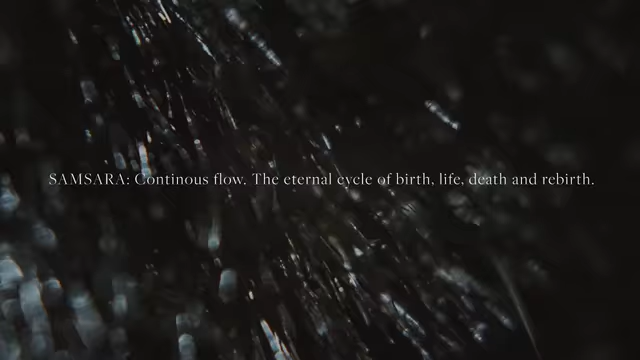 SAMSARA: Continous flow. The eternal cycle of birth, life, death and rebirth.